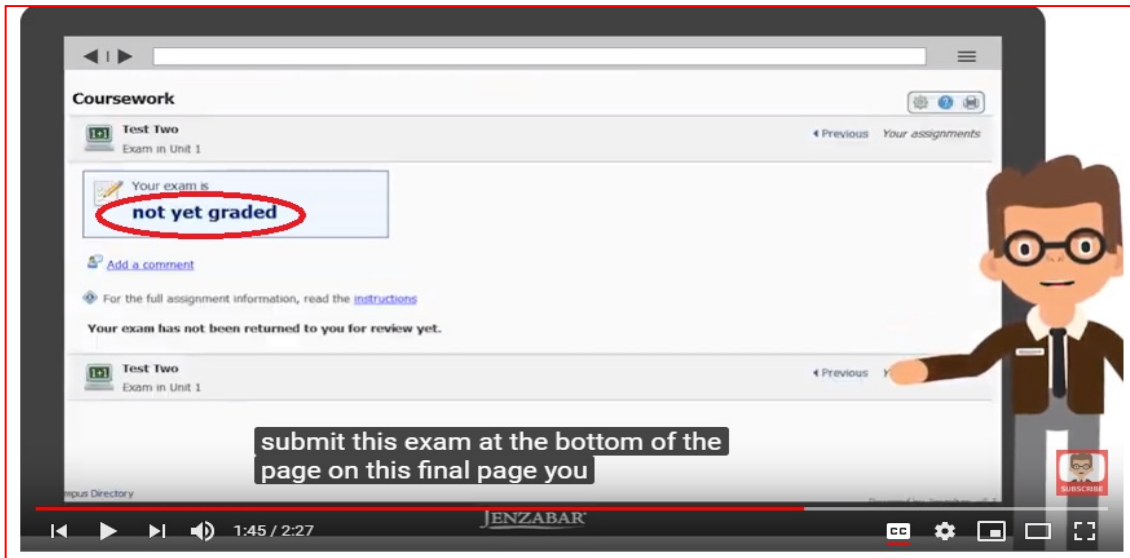 Coursework
Test Two
Exam in Unit 1
Previous Your assignments
Your exam is
not yet graded
Add a comment
For the full assignment information, read the instructions
Your exam has not been returned to you for review yet.
Test Two
Exam in Unit 1
Previous
submit this exam at the bottom of the
page on this final page you
mpus Directory
SUBSCRIBE
1:45 / 2:27
JENZABAR
CC